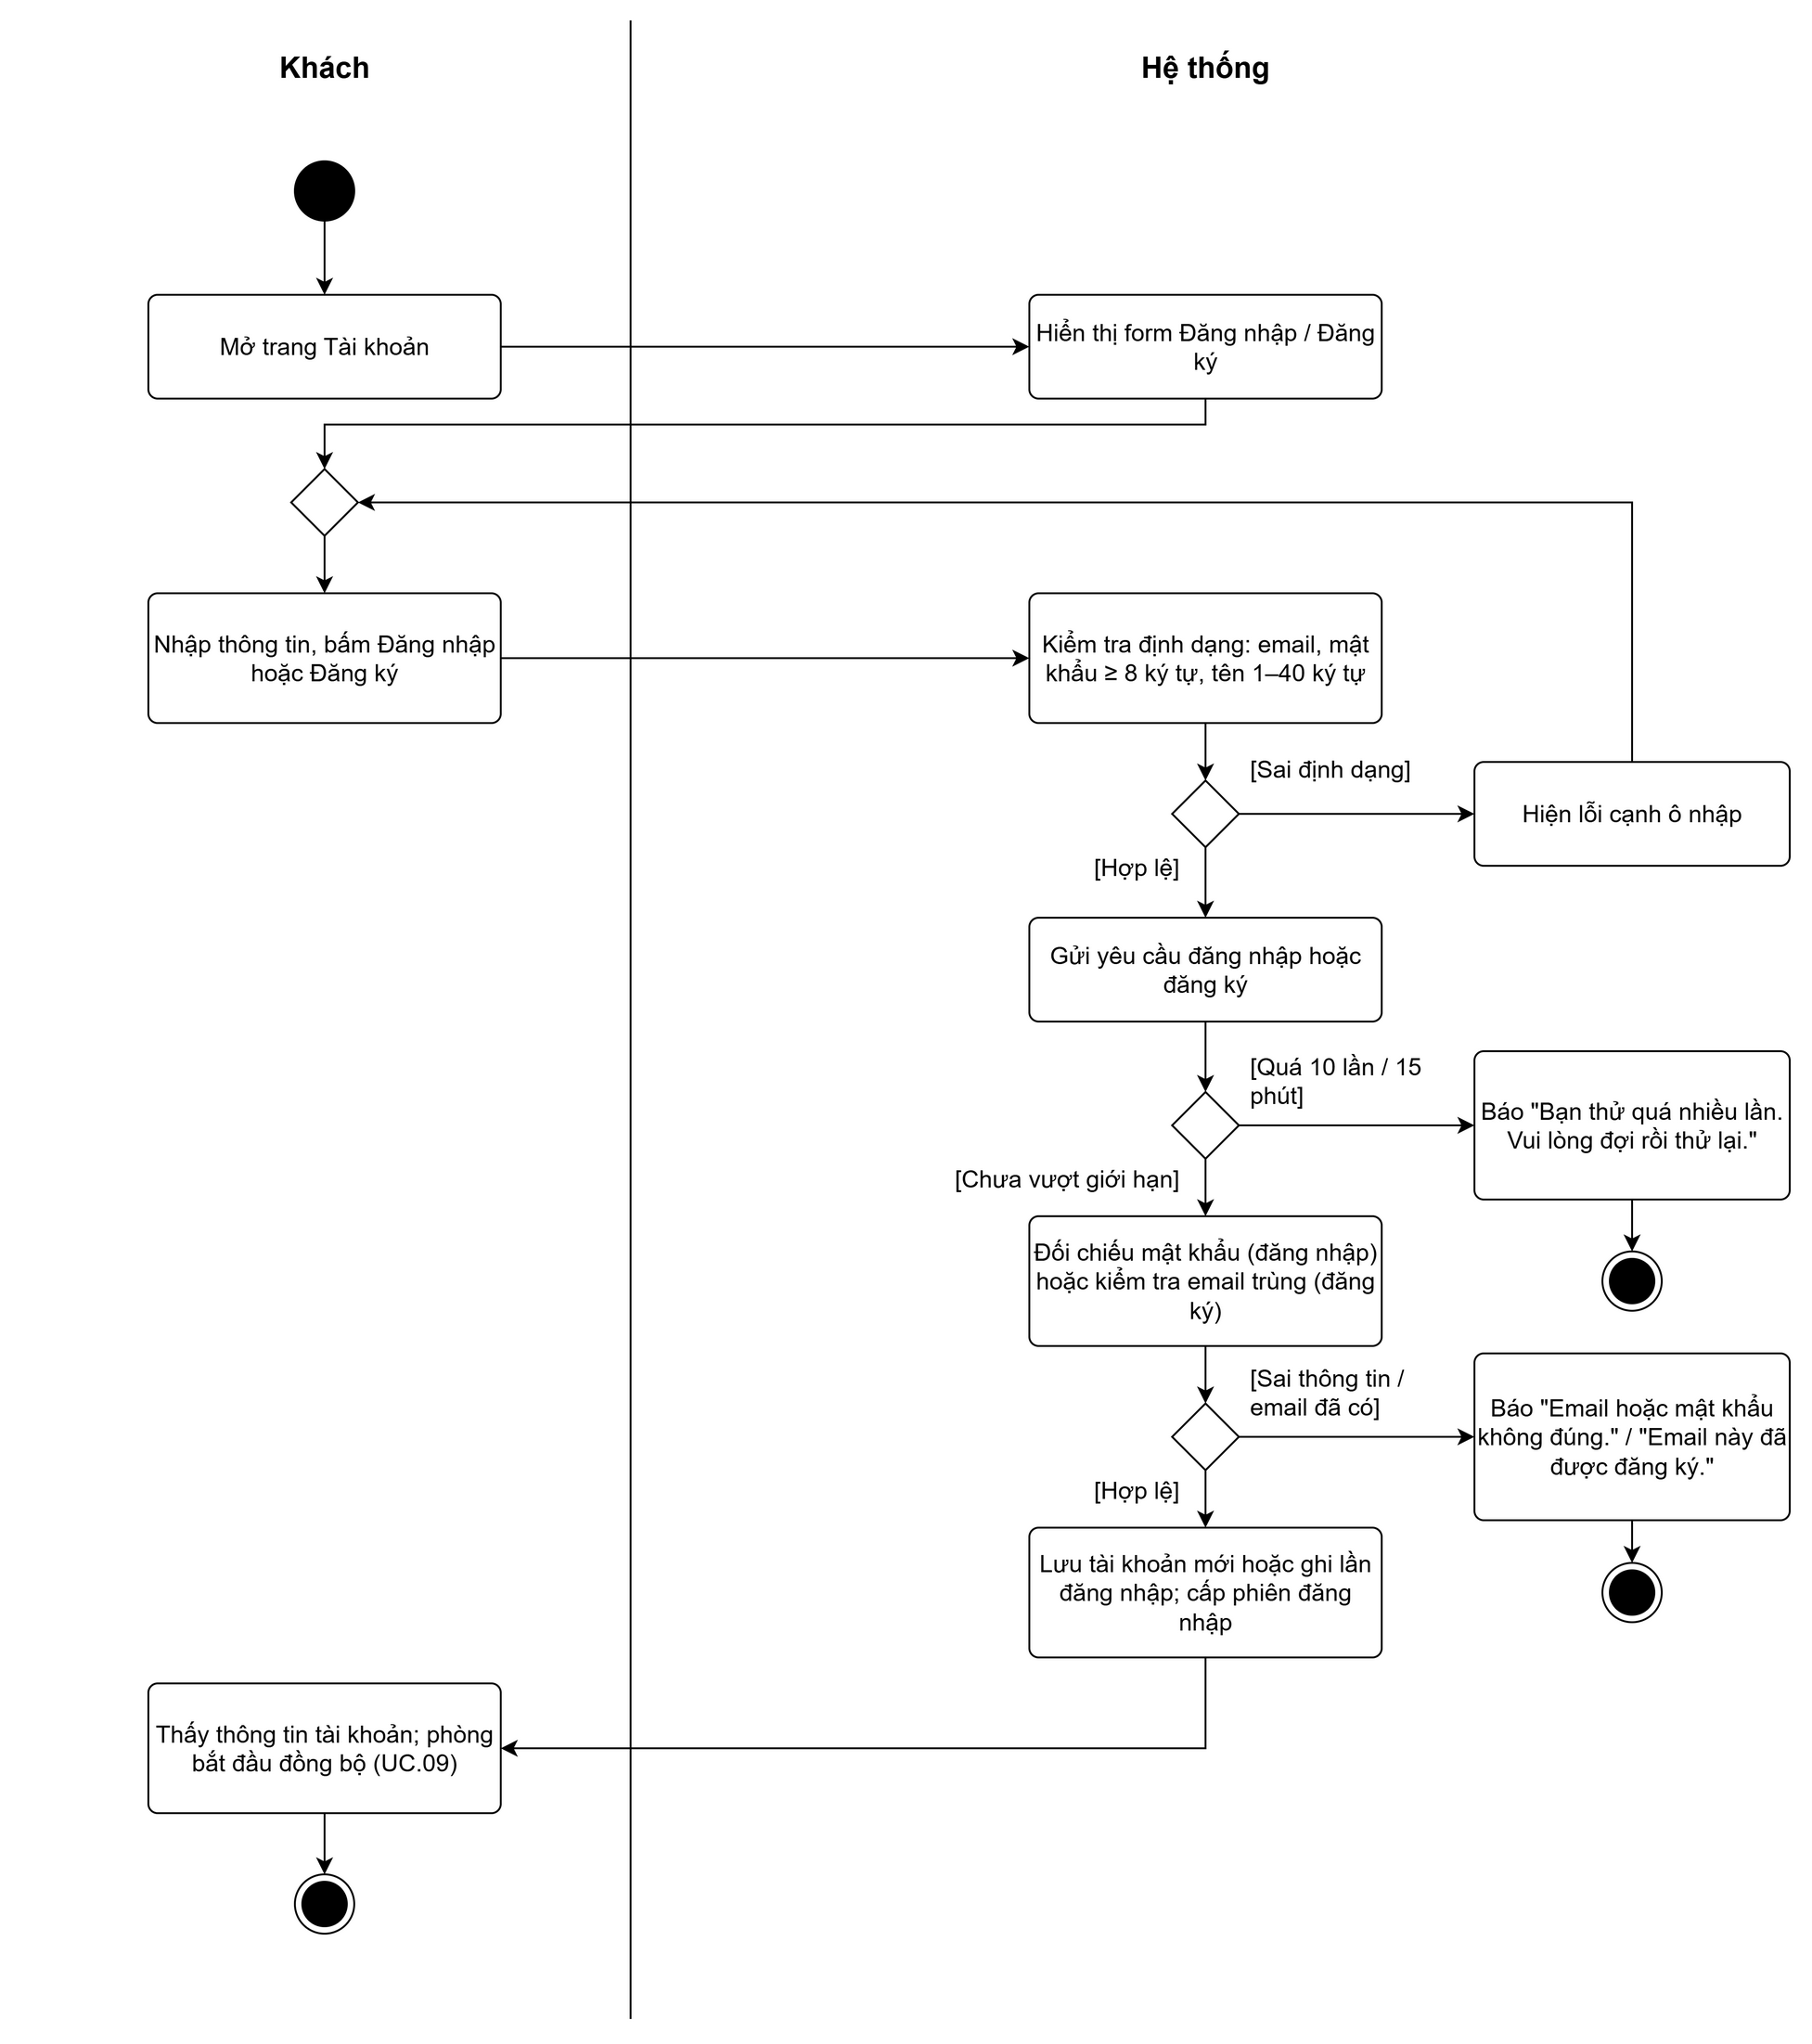 Khách
Hệ thống
Mở trang Tài khoản
Hiển thị form Đăng nhập / Đăng
ký
Nhập thông tin, bấm Đăng nhập
hoặc Đăng ký
Kiểm tra định dạng: email, mật
khẩu ≥ 8 ký tự, tên 1–40 ký tự
[Sai định dạng]
Hiện lỗi cạnh ô nhập
[Hợp lệ]
Gửi yêu cầu đăng nhập hoặc
đăng ký
[Quá 10 lần / 15
phút]
Báo "Bạn thử quá nhiều lần.
Vui lòng đợi rồi thử lại."
[Chưa vượt giới hạn]
Đối chiếu mật khẩu (đăng nhập)
hoặc kiểm tra email trùng (đăng
ký)
[Sai thông tin /
email đã có]
Báo "Email hoặc mật khẩu
không đúng." / "Email này đã
được đăng ký."
[Hợp lệ]
Lưu tài khoản mới hoặc ghi lần
đăng nhập; cấp phiên đăng
nhập
Thấy thông tin tài khoản; phòng
bắt đầu đồng bộ (UC.09)